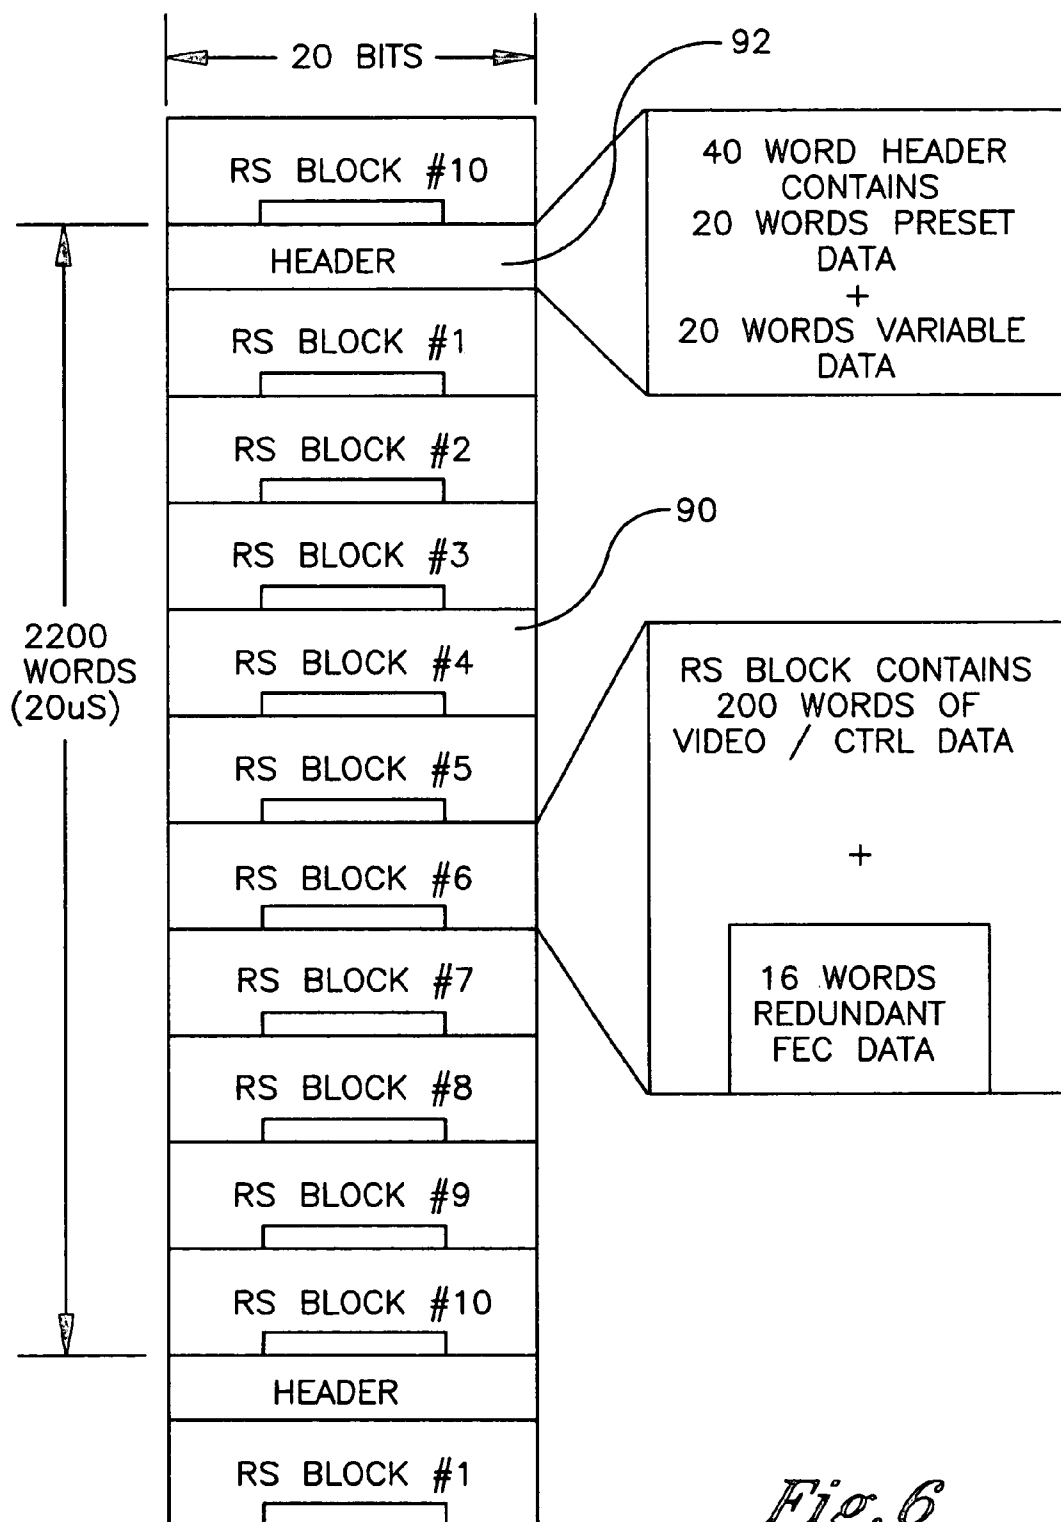 20 BITS
92
RS BLOCK #10
HEADER
40 WORD HEADER
CONTAINS
20 WORDS PRESET
DATA
+
20 WORDS VARIABLE
DATA
RS BLOCK #1
RS BLOCK #2
90
RS BLOCK #3
2200
WORDS
(20uS)
RS BLOCK #4
RS BLOCK #5
RS BLOCK CONTAINS
200 WORDS OF
VIDEO / CTRL DATA
+
16 WORDS
REDUNDANT
FEC DATA
RS BLOCK #6
RS BLOCK #7
RS BLOCK #8
RS BLOCK #9
RS BLOCK #10
HEADER
RS BLOCK #1
Fig. 6